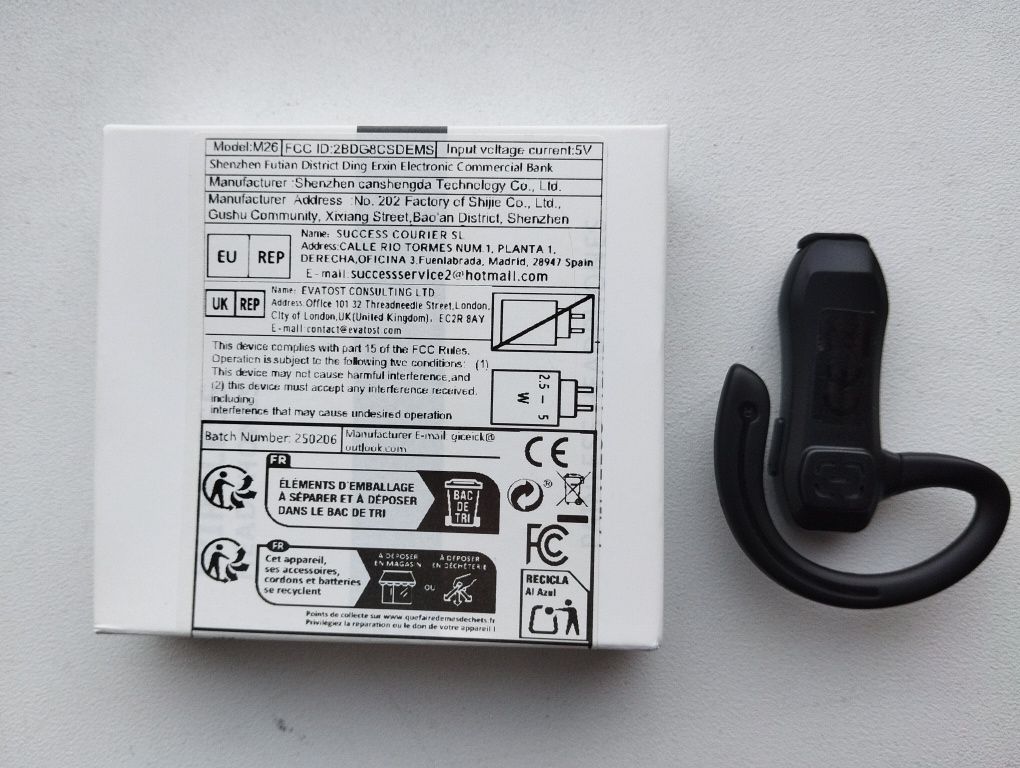 Model:M26 FCC ID:2BDG8CSDEMS Input voltage current:5V
Shenzhen Futian District Ding Erxin Electronic Commercial Bank
Manufacturer :Shenzhen canshengda Technology Co., Ltd.
Manufacturer Address :No. 202 Factory of Shijie Co., Ltd.,
Gushu Community, Xixiang Street,Bao'an District, Shenzhen
EU REP
Name: SUCCESS COURIER SL
Address:CALLE RIO TORMES NUM.1, PLANTA 1,
DERECHA,OFICINA 3,Fuenlabrada, Madrid, 28947 Spain
E-mail:successservice2@hotmail.com
UK REP
Name: EVATOST CONSULTING LTD
Address:Office 101 32 Threadneedle Street,London,
City of London,UK(United Kingdom), EC2R 8AY
E-mail:contact@evatost.com
This device complies with part 15 of the FCC Rules.
Operation is subject to the following two conditions: (1)
This device may not cause harmful interference,and
(2) this device must accept any interference received,
including
interference that may cause undesired operation
2.5 – 5
W
Batch Number: 250206
Manufacturer E-mail
outlook.com
CE
FR
ÉLÉMENTS D'EMBALLAGE
À SÉPARER ET À DÉPOSER
DANS LE BAC DE TRI
BAC
DE
TRI
®
FC
FR
Cet appareil,
ses accessoires,
cordons et batteries
se recyclent
À DÉPOSER
EN MAGASIN
OU
À DÉPOSER
EN DÉCHÈTERIE
Points de collecte sur www.quefairedemesdechets.fr
Privilégiez la réparation ou le don de votre appareil !
RECICLA
Al Azul